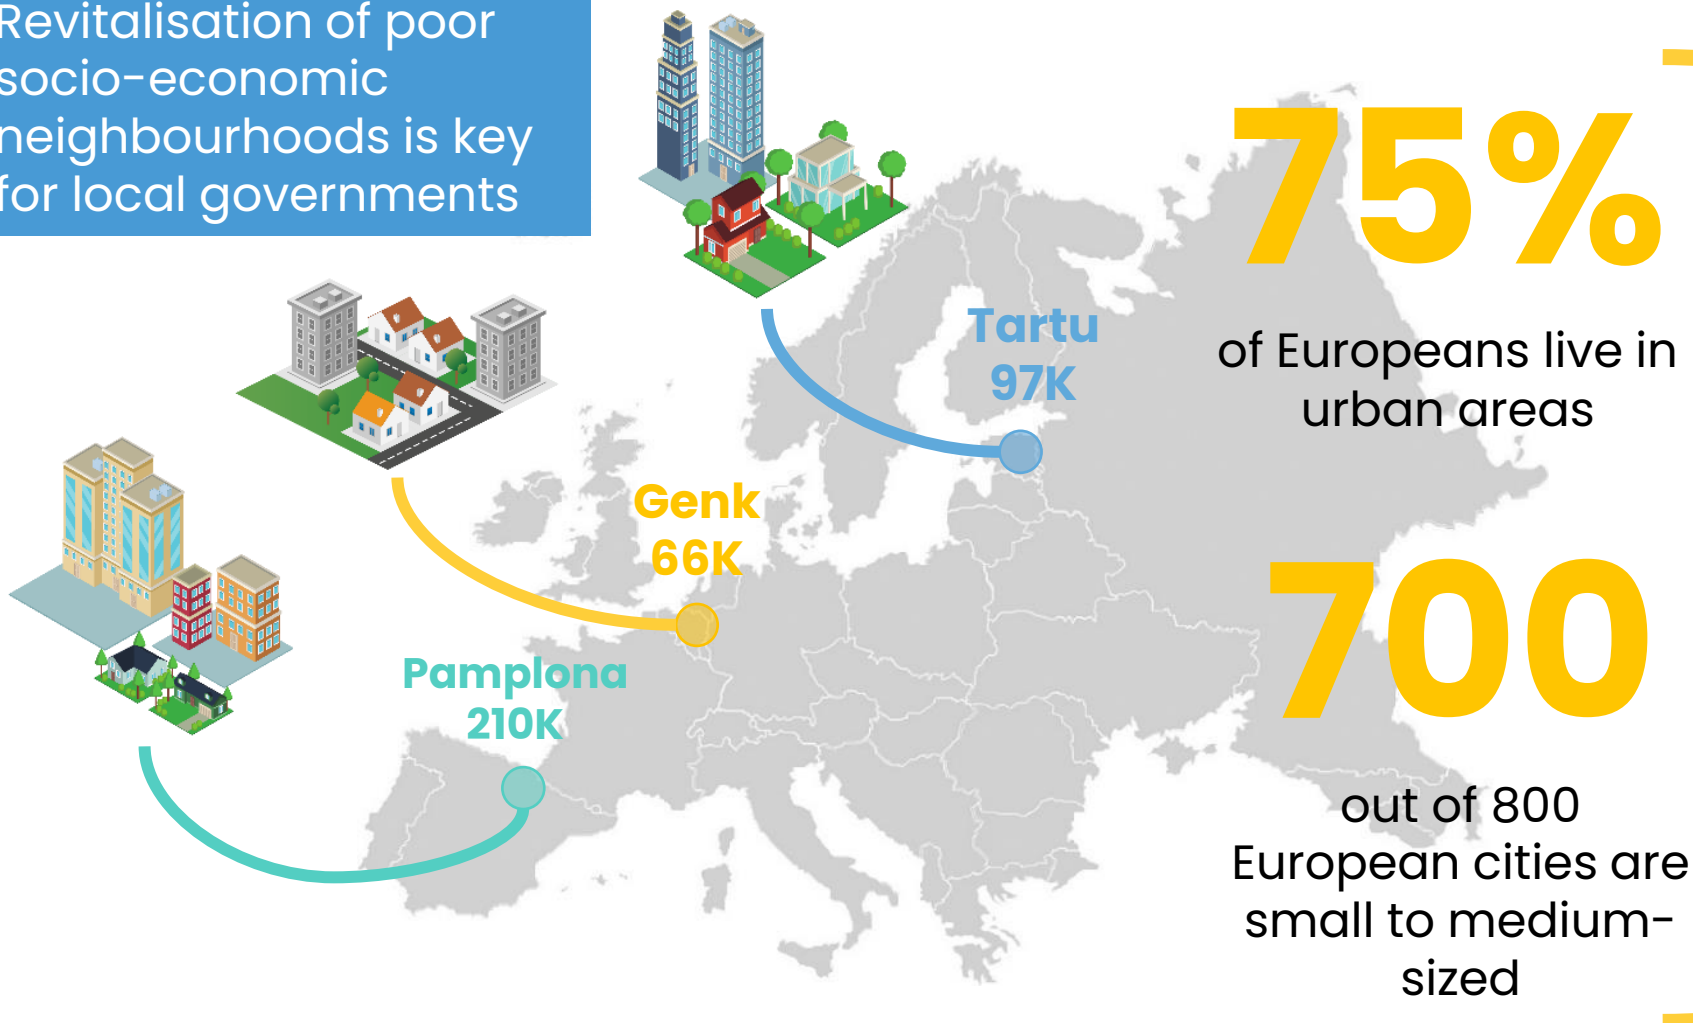 Revitalisation of poor
socio-economic
neighbourhoods is key
for local governments
75%
of Europeans live in
urban areas
Tartu
97K
Genk
66K
Pamplona
210K
700
out of 800
European cities are
small to medium-
sized